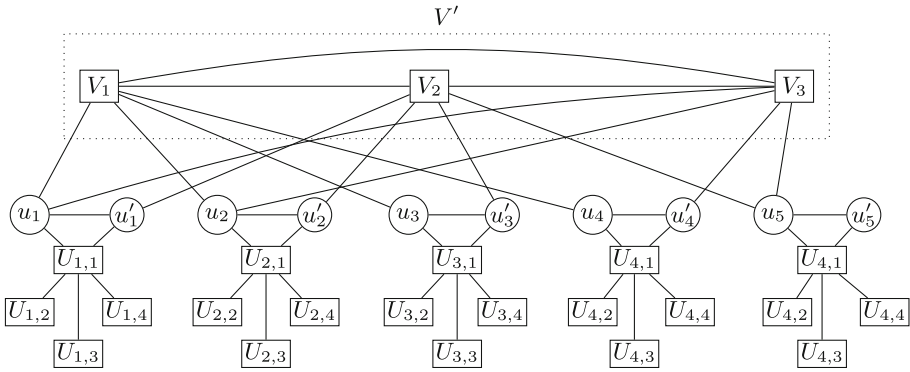 V′
V₁ V₂ V₃
u₁ u′₁ u₂ u′₂ u₃ u′₃ u₄ u′₄ u₅ u′₅
U₁,₁ U₂,₁ U₃,₁ U₄,₁ U₄,₁
U₁,₂ U₁,₄ U₂,₂ U₂,₄ U₃,₂ U₃,₄ U₄,₂ U₄,₄ U₄,₂ U₄,₄
U₁,₃ U₂,₃ U₃,₃ U₄,₃ U₄,₃